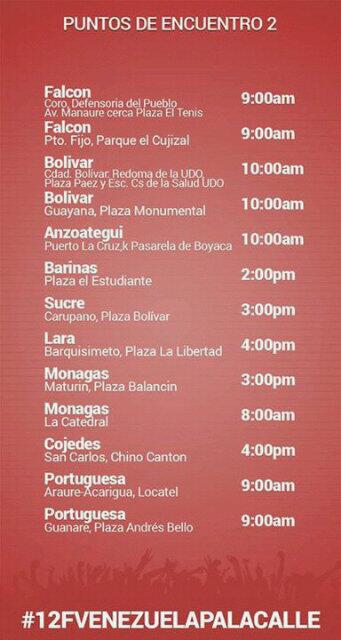 PUNTOS DE ENCUENTRO 2
Falcon
Coro, Defensoria del Pueblo
Av. Manaure cerca Plaza El Tenis
9:00am
Falcon
Pto. Fijo, Parque el Cujizal
9:00am
Bolivar
Cdad. Bolivar, Redoma de la UDO,
Plaza Paez y Esc. Cs de la Salud UDO
10:00am
Bolivar
Guayana, Plaza Monumental
10:00am
Anzoategui
Puerto La Cruz,k Pasarela de Boyaca
10:00am
Barinas
Plaza el Estudiante
2:00pm
Sucre
Carupano, Plaza Bolívar
3:00pm
Lara
Barquisimeto, Plaza La Libertad
4:00pm
Monagas
Maturin, Plaza Balancin
3:00pm
Monagas
La Catedral
8:00am
Cojedes
San Carlos, Chino Canton
4:00pm
Portuguesa
Araure-Acarigua, Locatel
9:00am
Portuguesa
Guanare, Plaza Andrés Bello
9:00am
#12FVENEZUELAPALACALLE